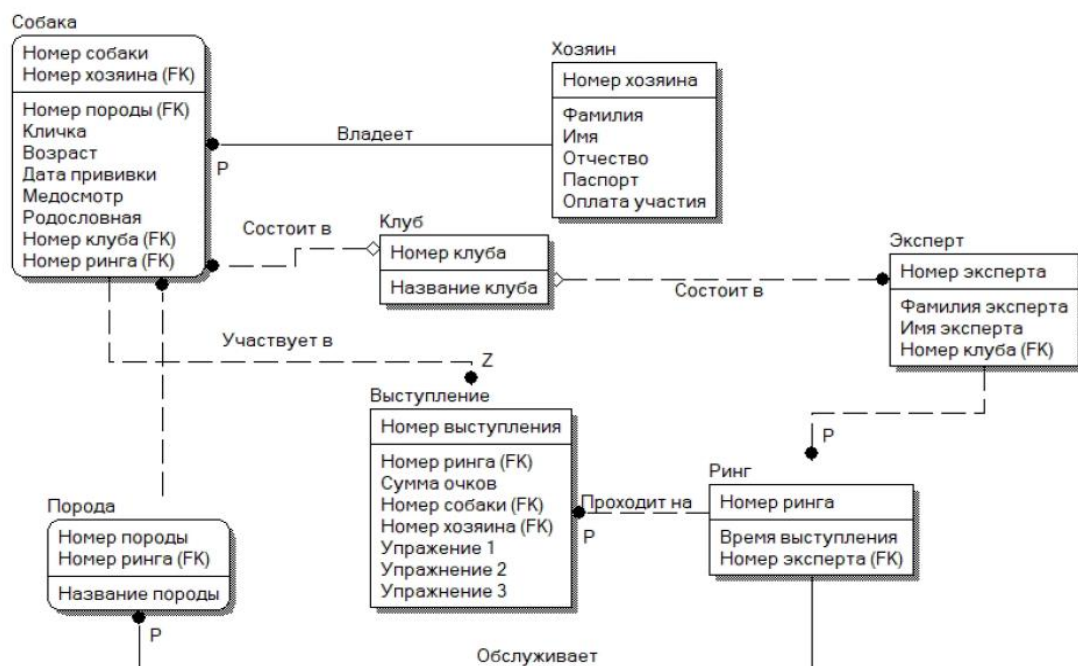 Собака
Номер собаки
Номер хозяина (FK)
Номер породы (FK)
Кличка
Возраст
Дата прививки
Медосмотр
Родословная
Номер клуба (FK)
Номер ринга (FK)
Владеет
P
Хозяин
Номер хозяина
Фамилия
Имя
Отчество
Паспорт
Оплата участия
Состоит в
Клуб
Номер клуба
Название клуба
Состоит в
Эксперт
Номер эксперта
Фамилия эксперта
Имя эксперта
Номер клуба (FK)
Участвует в
Z
P
Выступление
Номер выступления
Номер ринга (FK)
Сумма очков
Номер собаки (FK)
Номер хозяина (FK)
Упражение 1
Упражнение 2
Упражнение 3
Проходит на
P
Ринг
Номер ринга
Время выступления
Номер эксперта (FK)
Порода
Номер породы
Номер ринга (FK)
Название породы
P
Обслуживает